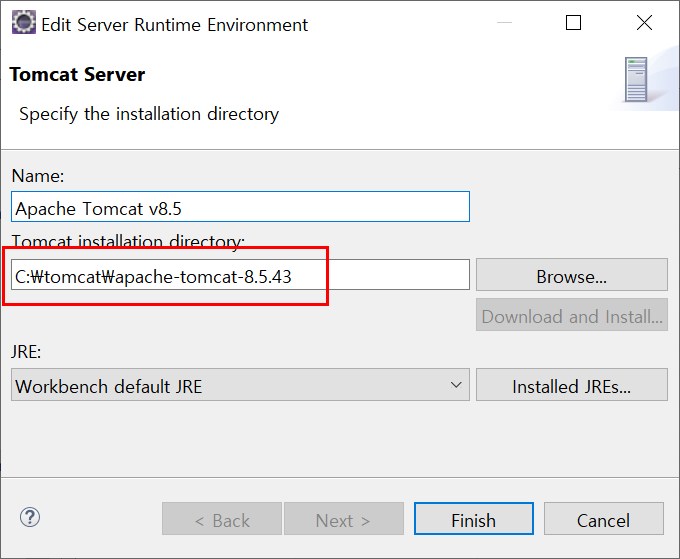 Edit Server Runtime Environment
Tomcat Server
Specify the installation directory
Name:
Apache Tomcat v8.5
Tomcat installation directory:
C:₩tomcat₩apache-tomcat-8.5.43
Browse...
Download and Install...
JRE:
Workbench default JRE
Installed JREs...
?
< Back
Next >
Finish
Cancel